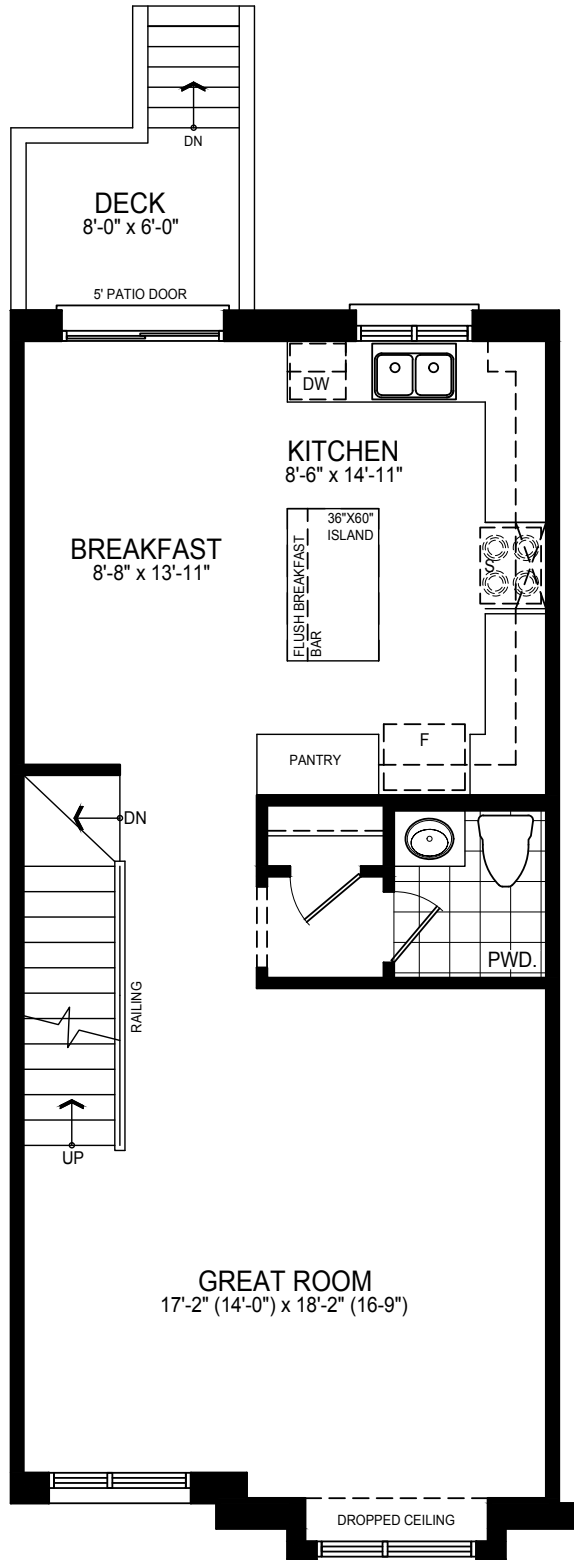 DN
DECK
8'-0" x 6'-0"
5' PATIO DOOR
DW
KITCHEN
8'-6" x 14'-11"
36"X60"
ISLAND
BREAKFAST
8'-8" x 13'-11"
FLUSH BREAKFAST
BAR
S
F
PANTRY
DN
PWD.
RAILING
UP
GREAT ROOM
17'-2" (14'-0") x 18'-2" (16-9")
DROPPED CEILING